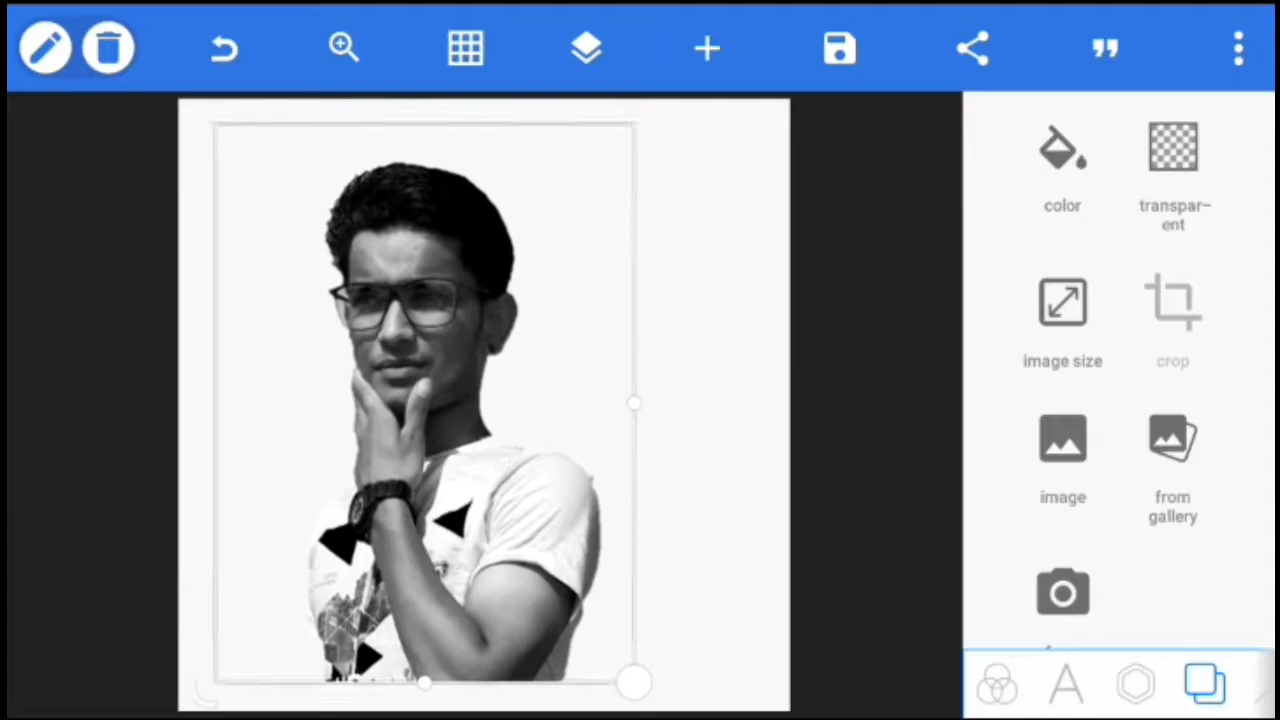 color
transpar-
ent
image size
crop
image
from
gallery